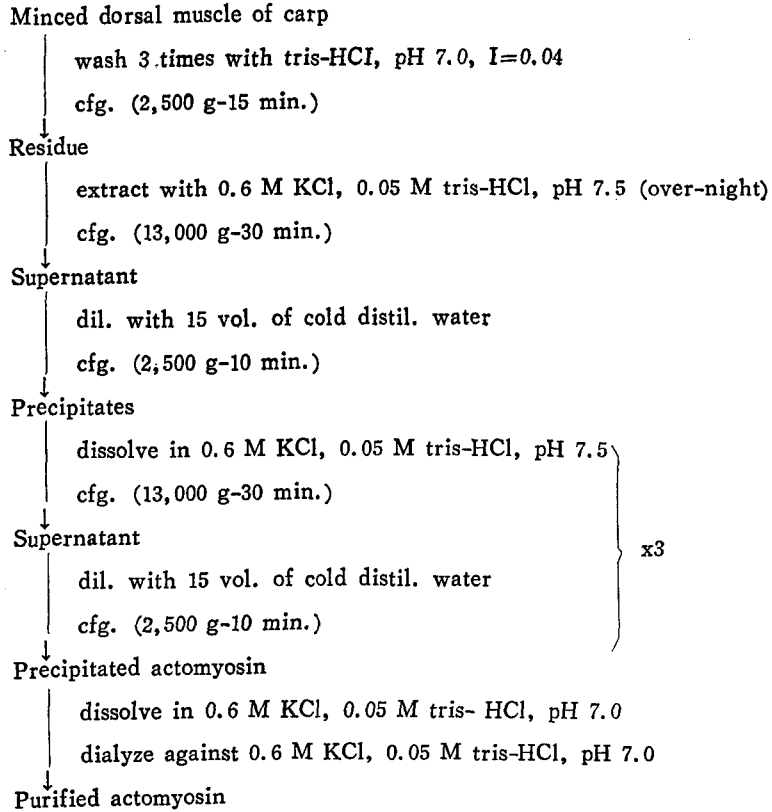 Minced dorsal muscle of carp
wash 3 times with tris-HCl, pH 7.0, I=0.04
cfg. (2,500 g-15 min.)
Residue
extract with 0.6 M KCl, 0.05 M tris-HCl, pH 7.5 (over-night)
cfg. (13,000 g-30 min.)
Supernatant
dil. with 15 vol. of cold distil. water
cfg. (2,500 g-10 min.)
Precipitates
dissolve in 0.6 M KCl, 0.05 M tris-HCl, pH 7.5
cfg. (13,000 g-30 min.)
Supernatant
x3
dil. with 15 vol. of cold distil. water
cfg. (2,500 g-10 min.)
Precipitated actomyosin
dissolve in 0.6 M KCl, 0.05 M tris- HCl, pH 7.0
dialyze against 0.6 M KCl, 0.05 M tris-HCl, pH 7.0
Purified actomyosin